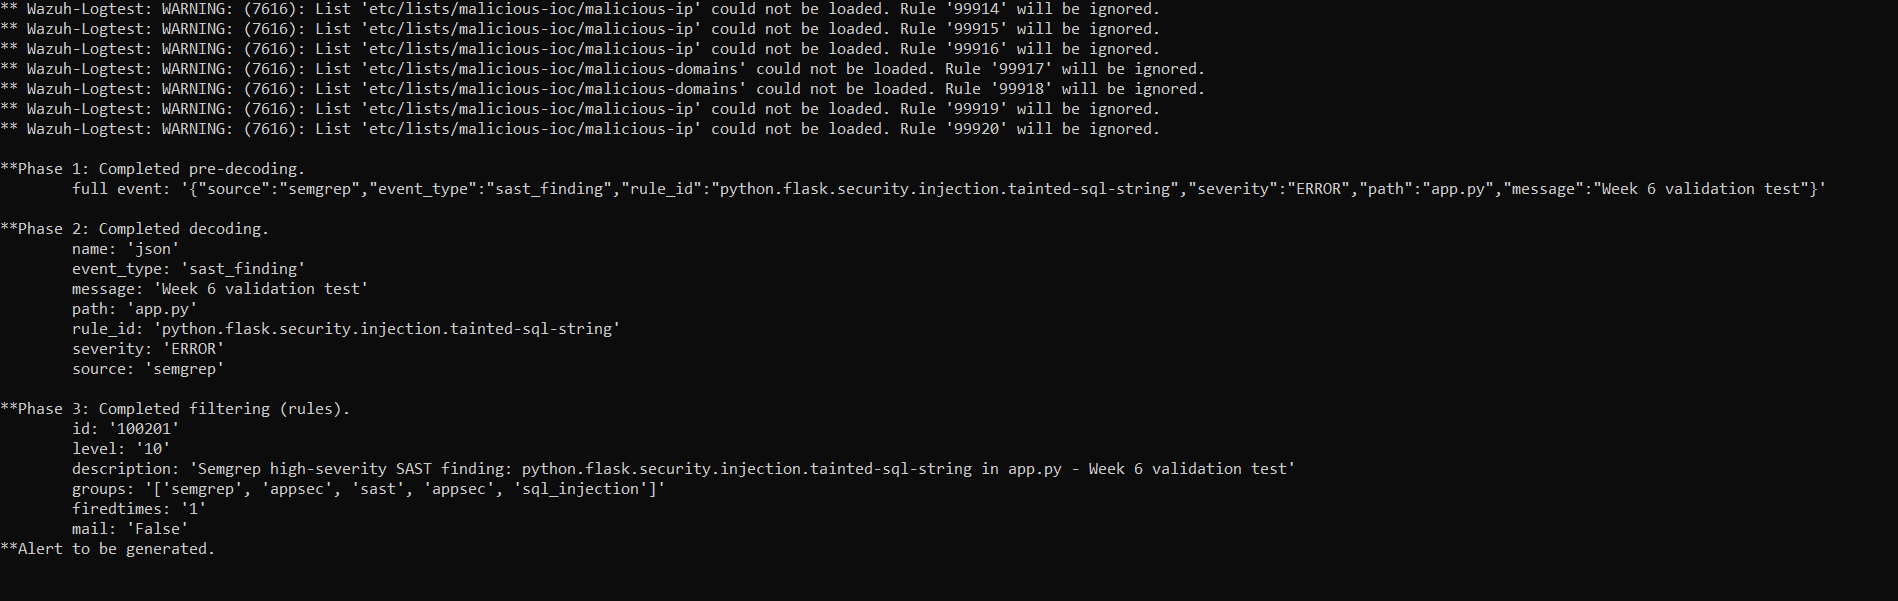 ** Wazuh-Logtest: WARNING: (7616): List 'etc/lists/malicious-ioc/malicious-ip' could not be loaded. Rule '99914' will be ignored.
** Wazuh-Logtest: WARNING: (7616): List 'etc/lists/malicious-ioc/malicious-ip' could not be loaded. Rule '99915' will be ignored.
** Wazuh-Logtest: WARNING: (7616): List 'etc/lists/malicious-ioc/malicious-ip' could not be loaded. Rule '99916' will be ignored.
** Wazuh-Logtest: WARNING: (7616): List 'etc/lists/malicious-ioc/malicious-domains' could not be loaded. Rule '99917' will be ignored.
** Wazuh-Logtest: WARNING: (7616): List 'etc/lists/malicious-ioc/malicious-domains' could not be loaded. Rule '99918' will be ignored.
** Wazuh-Logtest: WARNING: (7616): List 'etc/lists/malicious-ioc/malicious-ip' could not be loaded. Rule '99919' will be ignored.
** Wazuh-Logtest: WARNING: (7616): List 'etc/lists/malicious-ioc/malicious-ip' could not be loaded. Rule '99920' will be ignored.
**Phase 1: Completed pre-decoding.
full event: '{"source":"semgrep","event_type":"sast_finding","rule_id":"python.flask.security.injection.tainted-sql-string","severity":"ERROR","path":"app.py","message":"Week 6 validation test"}'
**Phase 2: Completed decoding.
name: 'json'
event_type: 'sast_finding'
message: 'Week 6 validation test'
path: 'app.py'
rule_id: 'python.flask.security.injection.tainted-sql-string'
severity: 'ERROR'
source: 'semgrep'
**Phase 3: Completed filtering (rules).
id: '100201'
level: '10'
description: 'Semgrep high-severity SAST finding: python.flask.security.injection.tainted-sql-string in app.py - Week 6 validation test'
groups: '['semgrep', 'appsec', 'sast', 'appsec', 'sql_injection']'
firedtimes: '1'
mail: 'False'
**Alert to be generated.